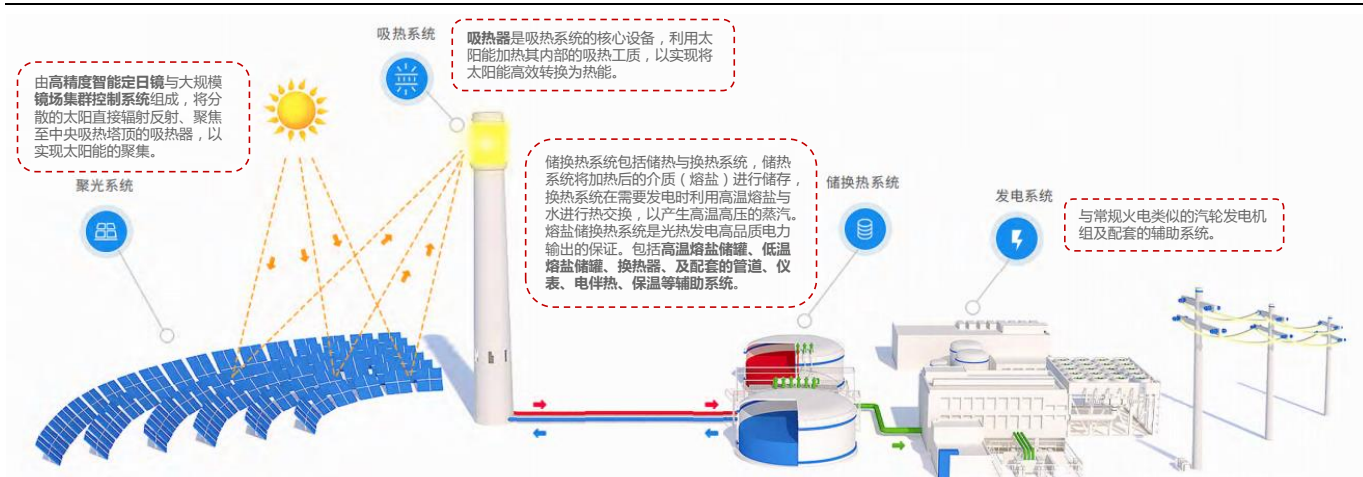 吸热系统
吸热器是吸热系统的核心设备，利用太
阳能加热其内部的吸热工质，以实现将
太阳能高效转换为热能。
由高精度智能定日镜与大规模
镜场集群控制系统组成，将分
散的太阳直接辐射反射、聚焦
至中央吸热塔顶的吸热器，以
实现太阳能的聚集。
聚光系统
储换热系统包括储热与换热系统，储热
系统将加热后的介质（熔盐）进行储存，
换热系统在需要发电时利用高温熔盐与
水进行热交换，以产生高温高压的蒸汽。
熔盐储换热系统是光热发电高品质电力
输出的保证。包括高温熔盐储罐、低温
熔盐储罐、换热器、及配套的管道、仪
表、电伴热、保温等辅助系统。
储换热系统
发电系统
与常规火电类似的汽轮发电机
组及配套的辅助系统。